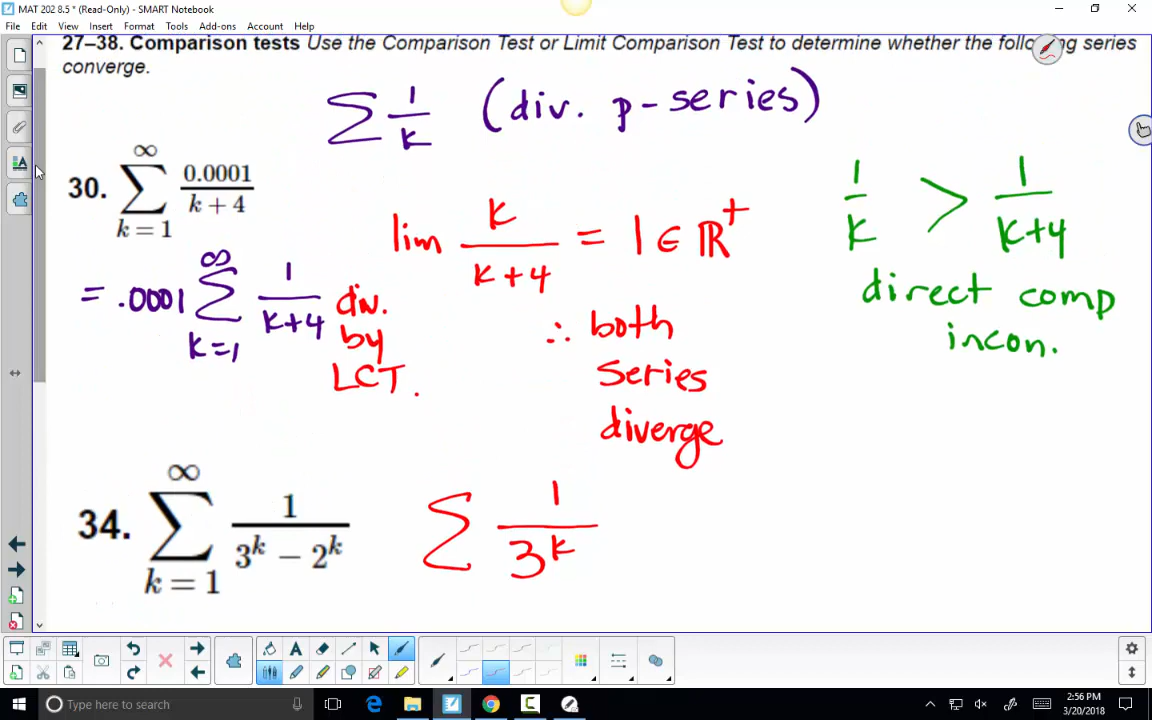 MAT 202 8.5 * (Read-Only) - SMART Notebook
File Edit View Insert Format Tools Add-ons Account Help
27–38. Comparison tests Use the Comparison Test or Limit Comparison Test to determine whether the following series
converge.
∑ 1/k (div. p-series)
30. ∑_{k = 1}^{∞} 0.0001/(k + 4)
lim k/(k+4) = 1 ∈ ℝ⁺
1/k > 1/(k+4)
direct comp
incon.
= .0001 ∑_{k=1}^{∞} 1/(k+4) div.
by
LCT.
∴ both
series
diverge
34. ∑_{k = 1}^{∞} 1/(3^k − 2^k)
∑ 1/3^k
Type here to search
2:56 PM
3/20/2018